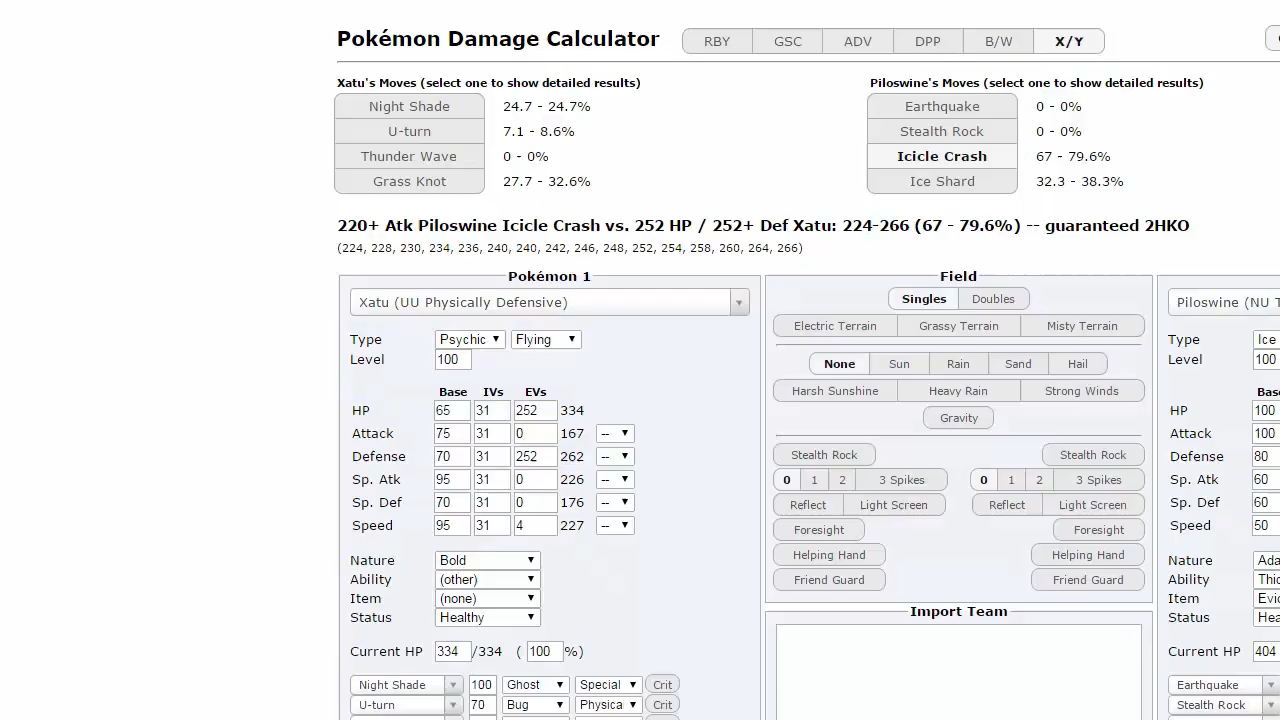 Pokémon Damage Calculator RBY GSC ADV DPP B/W X/Y
Xatu's Moves (select one to show detailed results) Piloswine's Moves (select one to show detailed results)
Night Shade 24.7 - 24.7% Earthquake 0 - 0%
U-turn 7.1 - 8.6% Stealth Rock 0 - 0%
Thunder Wave 0 - 0% Icicle Crash 67 - 79.6%
Grass Knot 27.7 - 32.6% Ice Shard 32.3 - 38.3%
220+ Atk Piloswine Icicle Crash vs. 252 HP / 252+ Def Xatu: 224-266 (67 - 79.6%) -- guaranteed 2HKO
(224, 228, 230, 234, 236, 240, 240, 242, 246, 248, 252, 254, 258, 260, 264, 266)
Pokémon 1
Xatu (UU Physically Defensive)
Type Psychic Flying
Level 100
Base IVs EVs
HP 65 31 252 334
Attack 75 31 0 167 --
Defense 70 31 252 262 --
Sp. Atk 95 31 0 226 --
Sp. Def 70 31 0 176 --
Speed 95 31 4 227 --
Nature Bold
Ability (other)
Item (none)
Status Healthy
Current HP 334 /334 ( 100 %)
Night Shade 100 Ghost Special Crit
U-turn 70 Bug Physica Crit
Field
Singles Doubles
Electric Terrain Grassy Terrain Misty Terrain
None Sun Rain Sand Hail
Harsh Sunshine Heavy Rain Strong Winds
Gravity
Stealth Rock Stealth Rock
0 1 2 3 Spikes 0 1 2 3 Spikes
Reflect Light Screen Reflect Light Screen
Foresight Foresight
Helping Hand Helping Hand
Friend Guard Friend Guard
Import Team
Piloswine (NU T
Type Ice
Level 100
Bas
HP 100
Attack 100
Defense 80
Sp. Atk 60
Sp. Def 60
Speed 50
Nature Ada
Ability Thic
Item Evic
Status Hea
Current HP 404
Earthquake
Stealth Rock